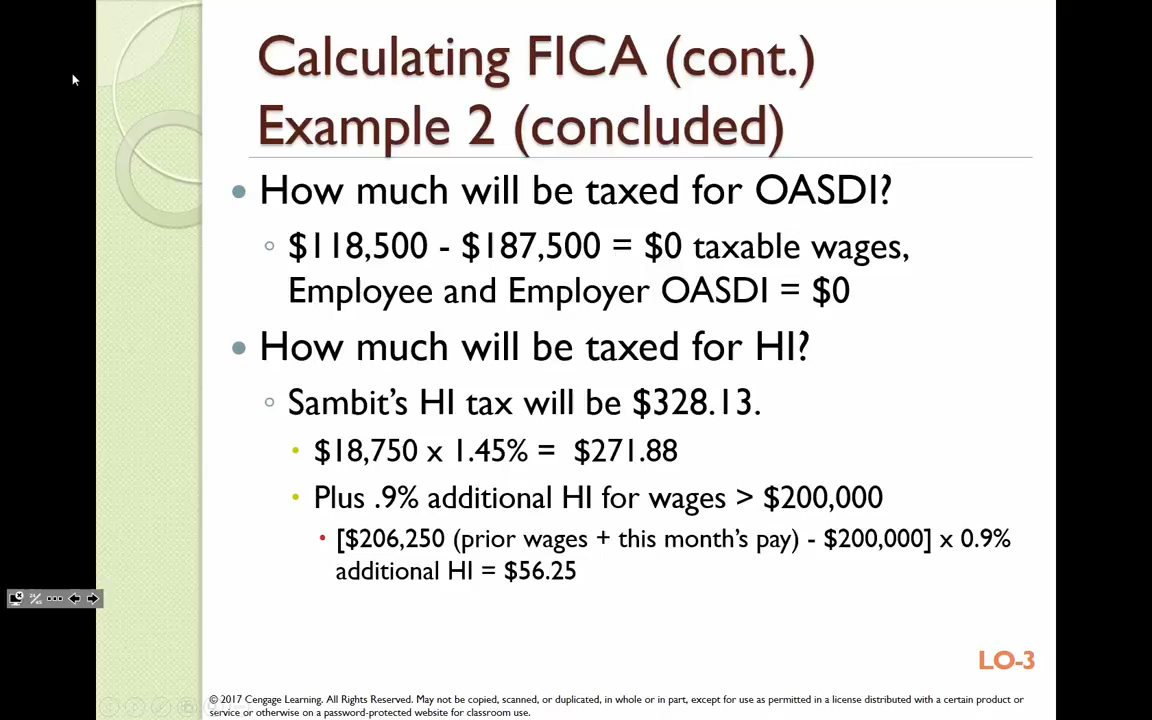 Calculating FICA (cont.)
Example 2 (concluded)
• How much will be taxed for OASDI?
◦ $118,500 - $187,500 = $0 taxable wages,
Employee and Employer OASDI = $0
• How much will be taxed for HI?
◦ Sambit's HI tax will be $328.13.
• $18,750 x 1.45% = $271.88
• Plus .9% additional HI for wages > $200,000
• [$206,250 (prior wages + this month's pay) - $200,000] x 0.9%
additional HI = $56.25
LO-3
© 2017 Cengage Learning. All Rights Reserved. May not be copied, scanned, or duplicated, in whole or in part, except for use as permitted in a license distributed with a certain product or
service or otherwise on a password-protected website for classroom use.